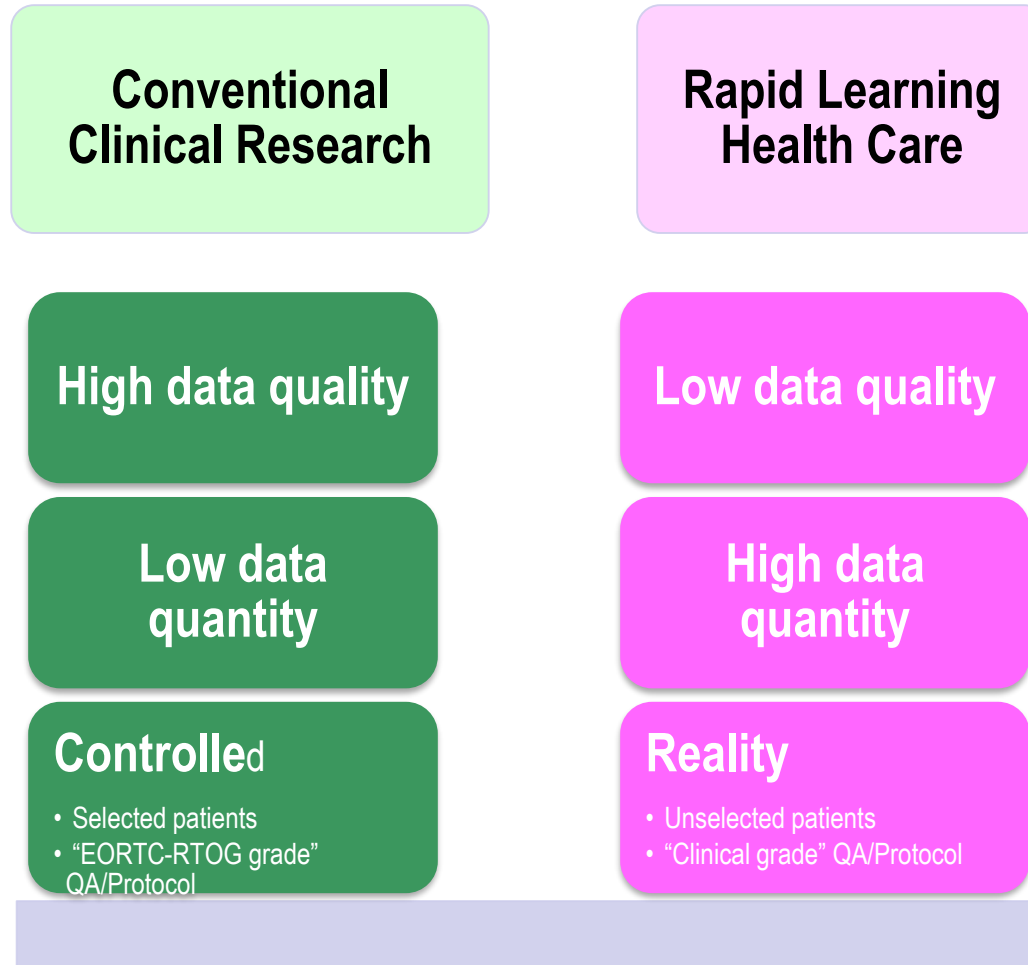 Conventional
Clinical Research
Rapid Learning
Health Care
High data quality
Low data quality
Low data
quantity
High data
quantity
Controlled
• Selected patients
• “EORTC-RTOG grade”
QA/Protocol
Reality
• Unselected patients
• “Clinical grade” QA/Protocol